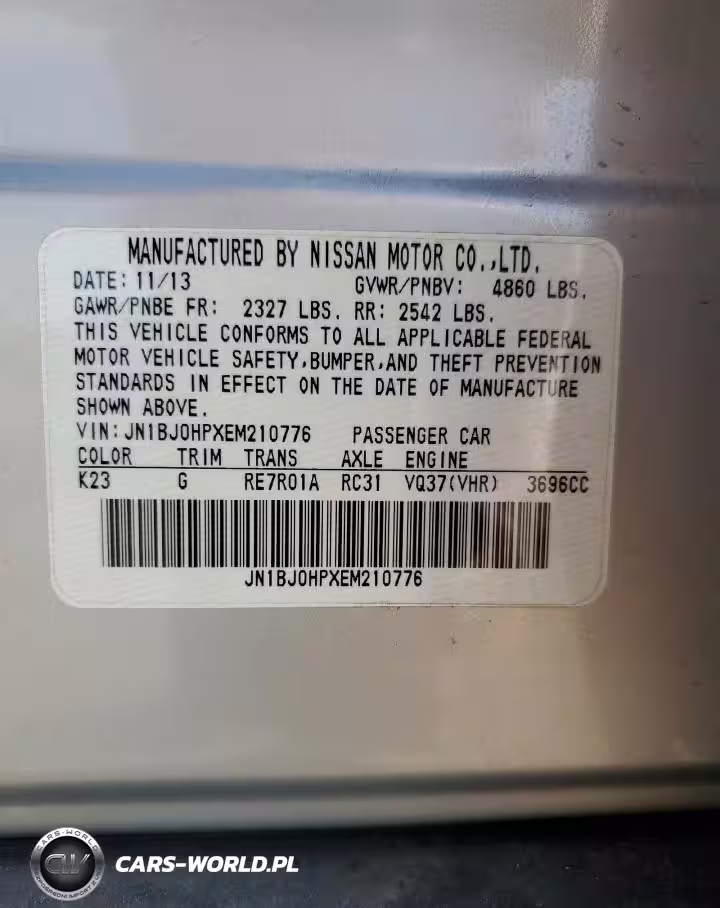 MANUFACTURED BY NISSAN MOTOR CO.,LTD.
DATE: 11/13 GVWR/PNBV: 4860 LBS.
GAWR/PNBE FR: 2327 LBS. RR: 2542 LBS.
THIS VEHICLE CONFORMS TO ALL APPLICABLE FEDERAL
MOTOR VEHICLE SAFETY,BUMPER,AND THEFT PREVENTION
STANDARDS IN EFFECT ON THE DATE OF MANUFACTURE
SHOWN ABOVE.
VIN:JN1BJ0HPXEM210776 PASSENGER CAR
COLOR TRIM TRANS AXLE ENGINE
K23 G RE7R01A RC31 VQ37(VHR) 3696CC
JN1BJ0HPXEM210776
CARS-WORLD
CW
CARS-WORLD.PL